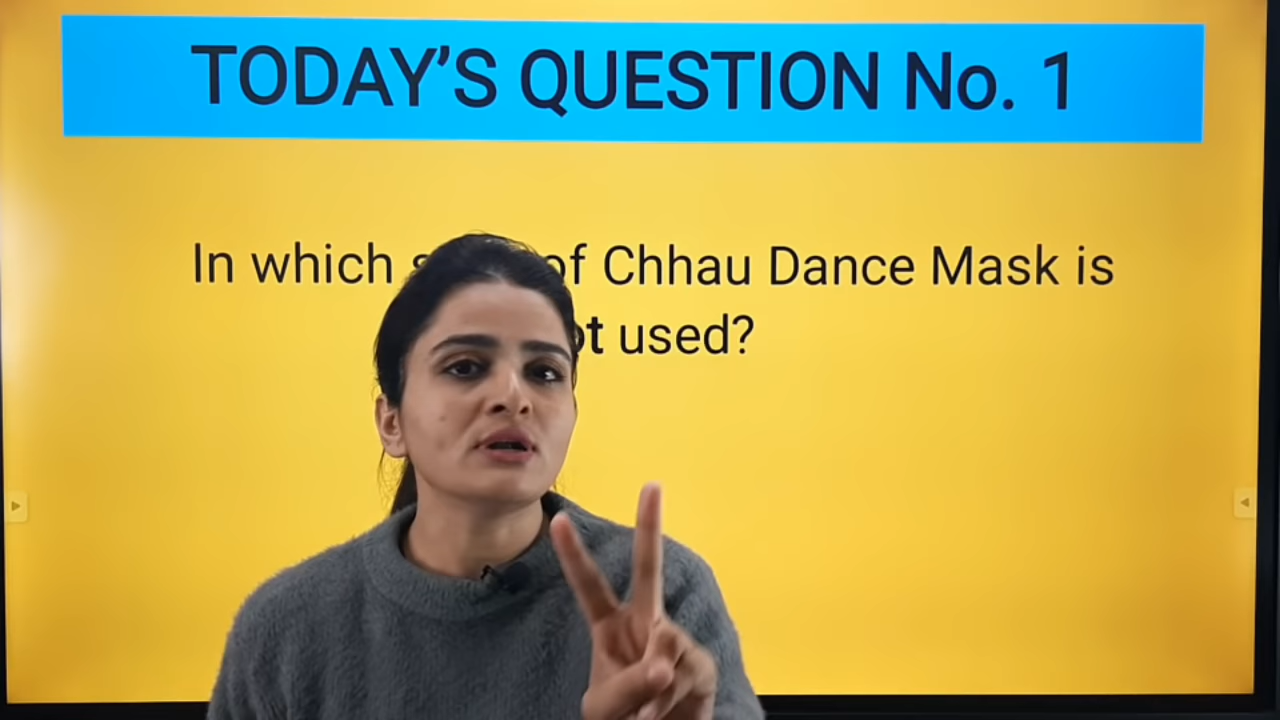 TODAY'S QUESTION No. 1
In which of Chhau Dance Mask is
used?